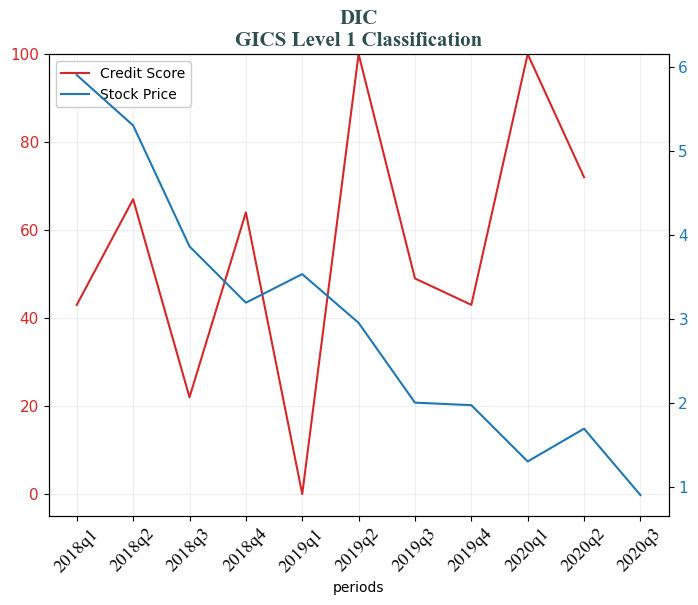 DIC
GICS Level 1 Classification
Credit Score
Stock Price
100
80
60
40
20
0
6
5
4
3
2
1
2018q1
2018q2
2018q3
2018q4
2019q1
2019q2
2019q3
2019q4
2020q1
2020q2
2020q3
periods